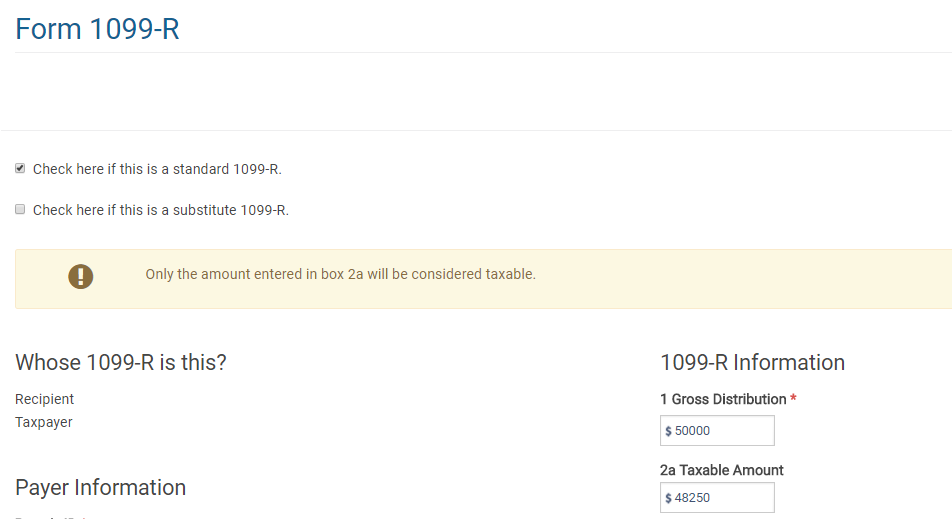 Form 1099-R
Check here if this is a standard 1099-R.
Check here if this is a substitute 1099-R.
Only the amount entered in box 2a will be considered taxable.
Whose 1099-R is this?
Recipient
Taxpayer
Payer Information
1099-R Information
1 Gross Distribution *
$ 50000
2a Taxable Amount
$ 48250